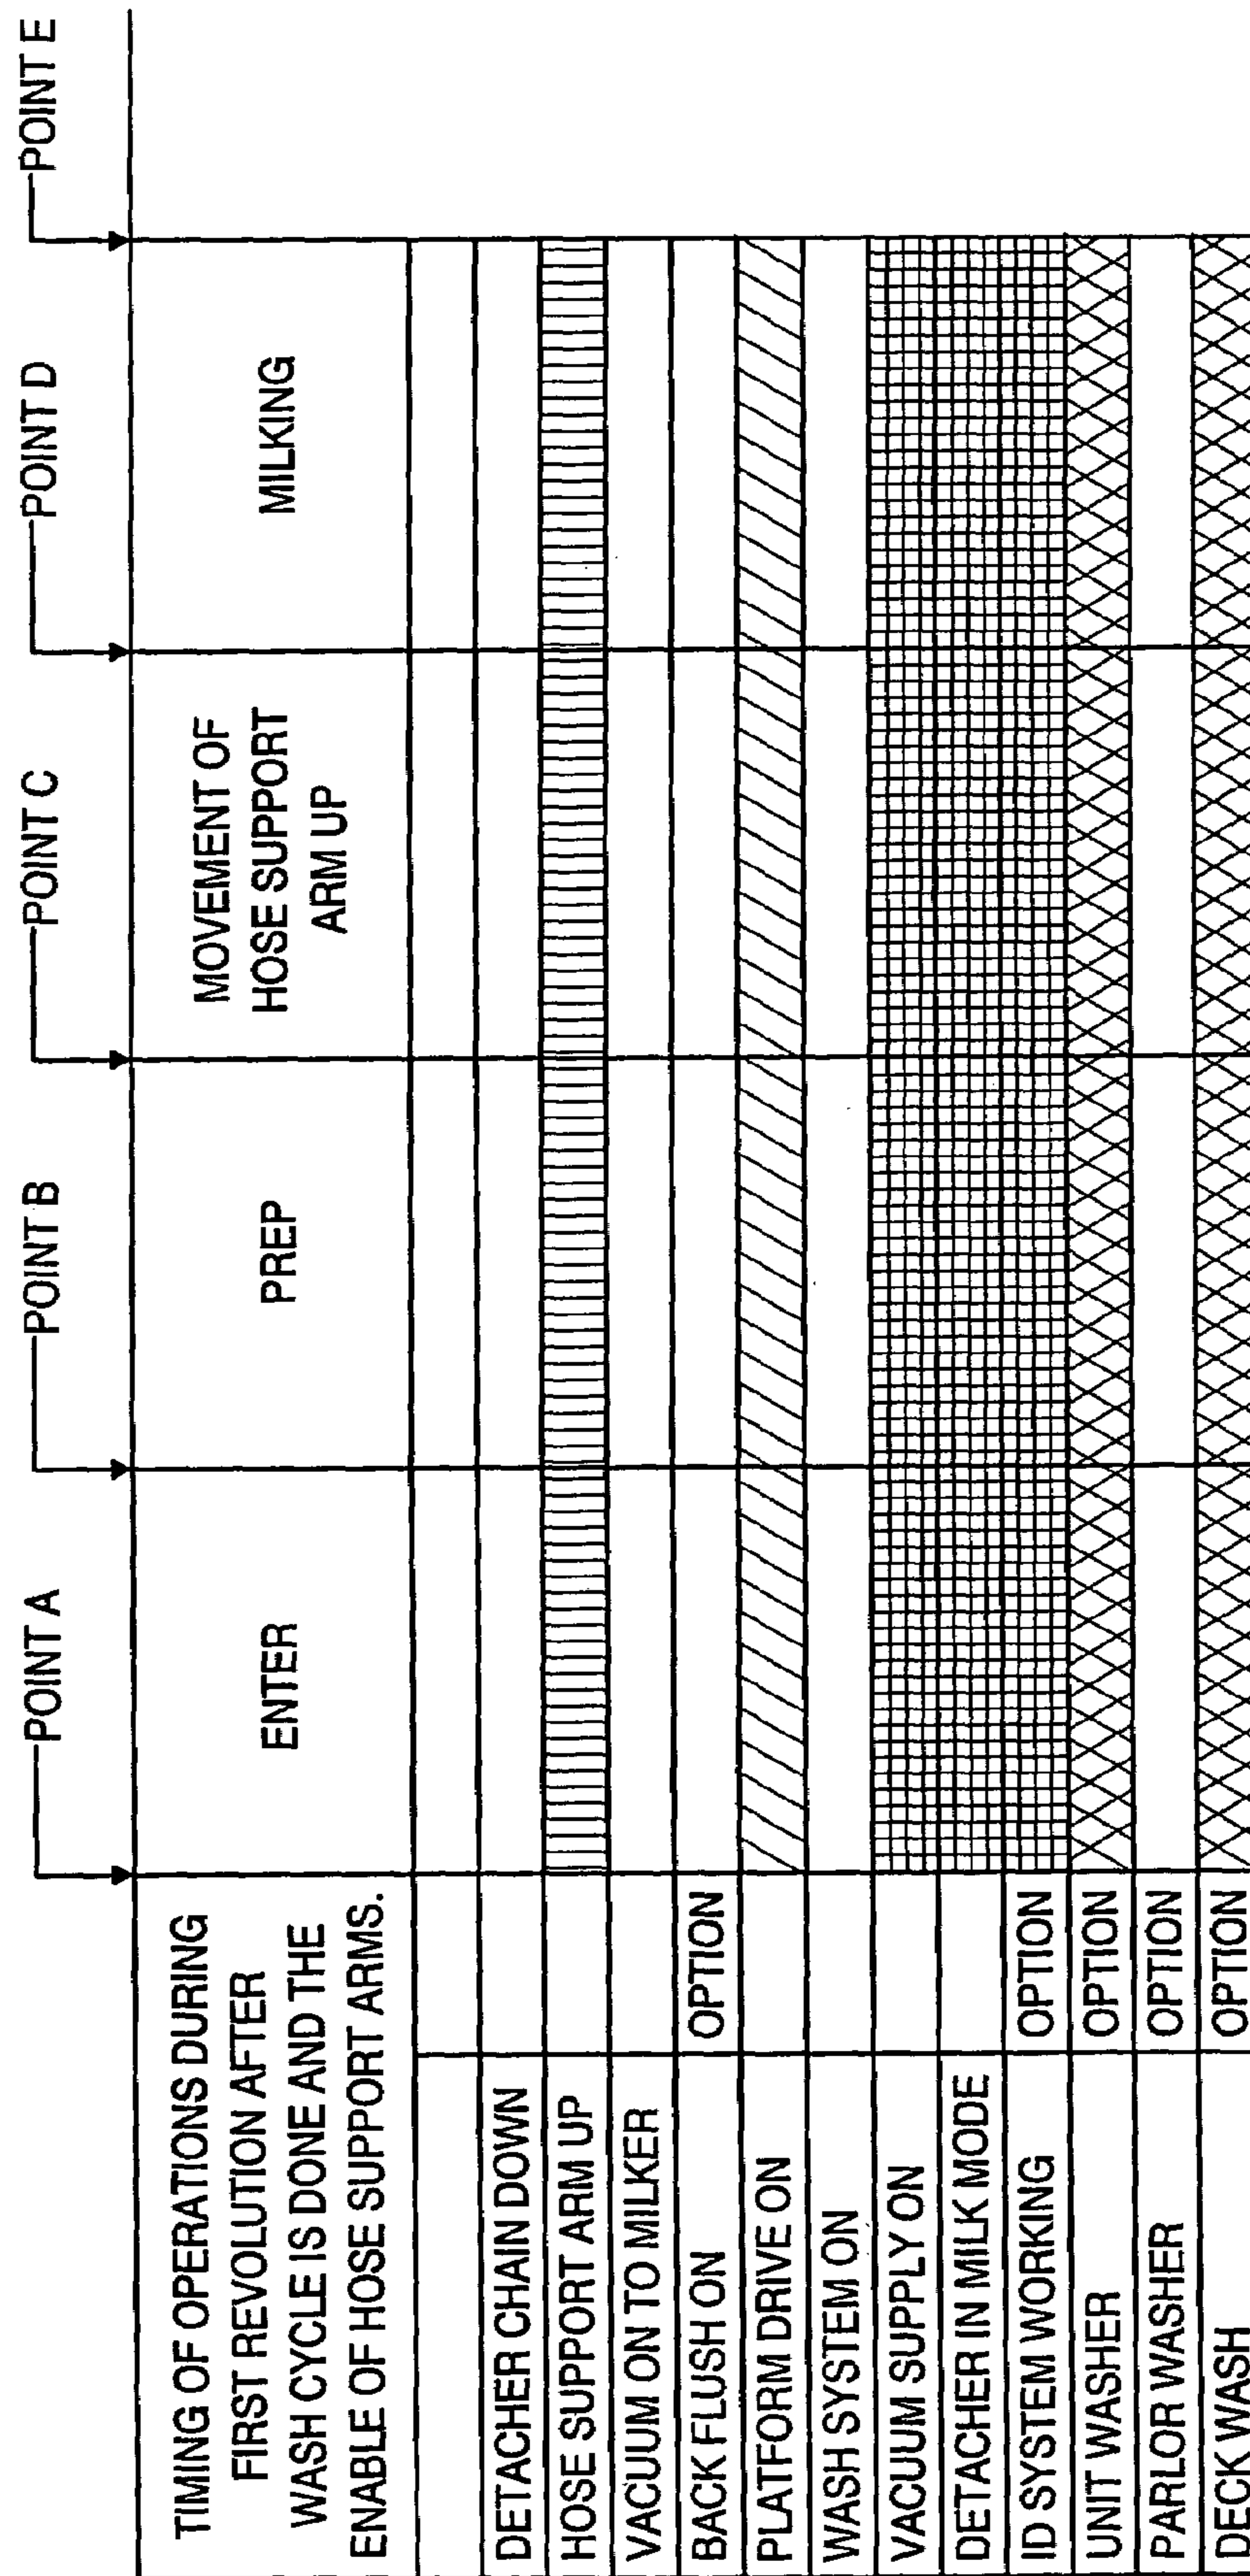 POINT A
POINT B
POINT C
POINT D
POINT E
TIMING OF OPERATIONS DURING
FIRST REVOLUTION AFTER
WASH CYCLE IS DONE AND THE
ENABLE OF HOSE SUPPORT ARMS.
ENTER
PREP
MOVEMENT OF
HOSE SUPPORT
ARM UP
MILKING
DETACHER CHAIN DOWN
HOSE SUPPORT ARM UP
VACUUM ON TO MILKER
BACK FLUSH ON OPTION
PLATFORM DRIVE ON
WASH SYSTEM ON
VACUUM SUPPLY ON
DETACHER IN MILK MODE
ID SYSTEM WORKING OPTION
UNIT WASHER OPTION
PARLOR WASHER OPTION
DECK WASH OPTION